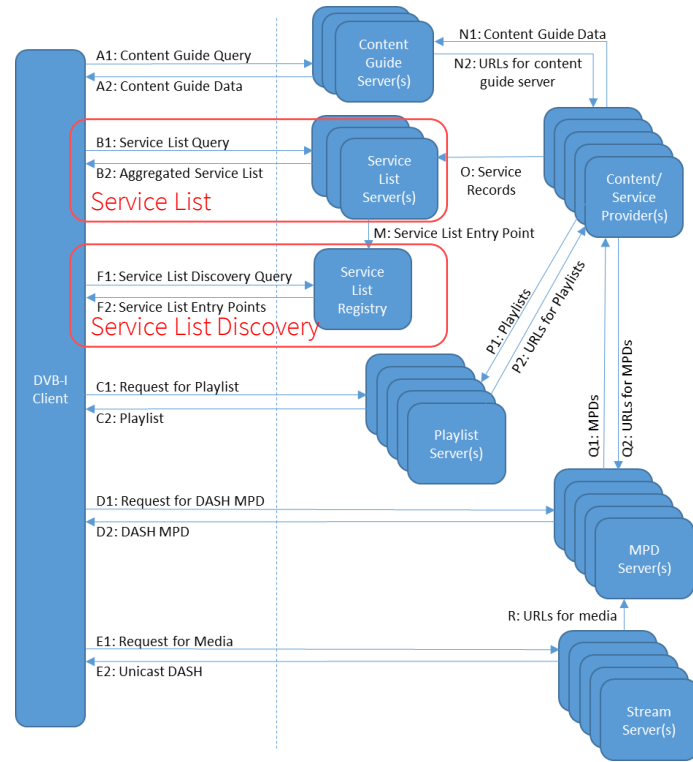 A1: Content Guide Query
A2: Content Guide Data
Content
Guide
Server(s)
N1: Content Guide Data
N2: URLs for content
guide server
B1: Service List Query
B2: Aggregated Service List
Service List
Service
List
Server(s)
O: Service
Records
Content/
Service
Provider(s)
M: Service List Entry Point
F1: Service List Discovery Query
F2: Service List Entry Points
Service List Discovery
Service
List
Registry
P1: Playlists
P2: URLs for Playlists
Q1: MPDs
Q2: URLs for MPDs
DVB-I
Client
C1: Request for Playlist
C2: Playlist
Playlist
Server(s)
D1: Request for DASH MPD
D2: DASH MPD
MPD
Server(s)
R: URLs for media
E1: Request for Media
E2: Unicast DASH
Stream
Server(s)